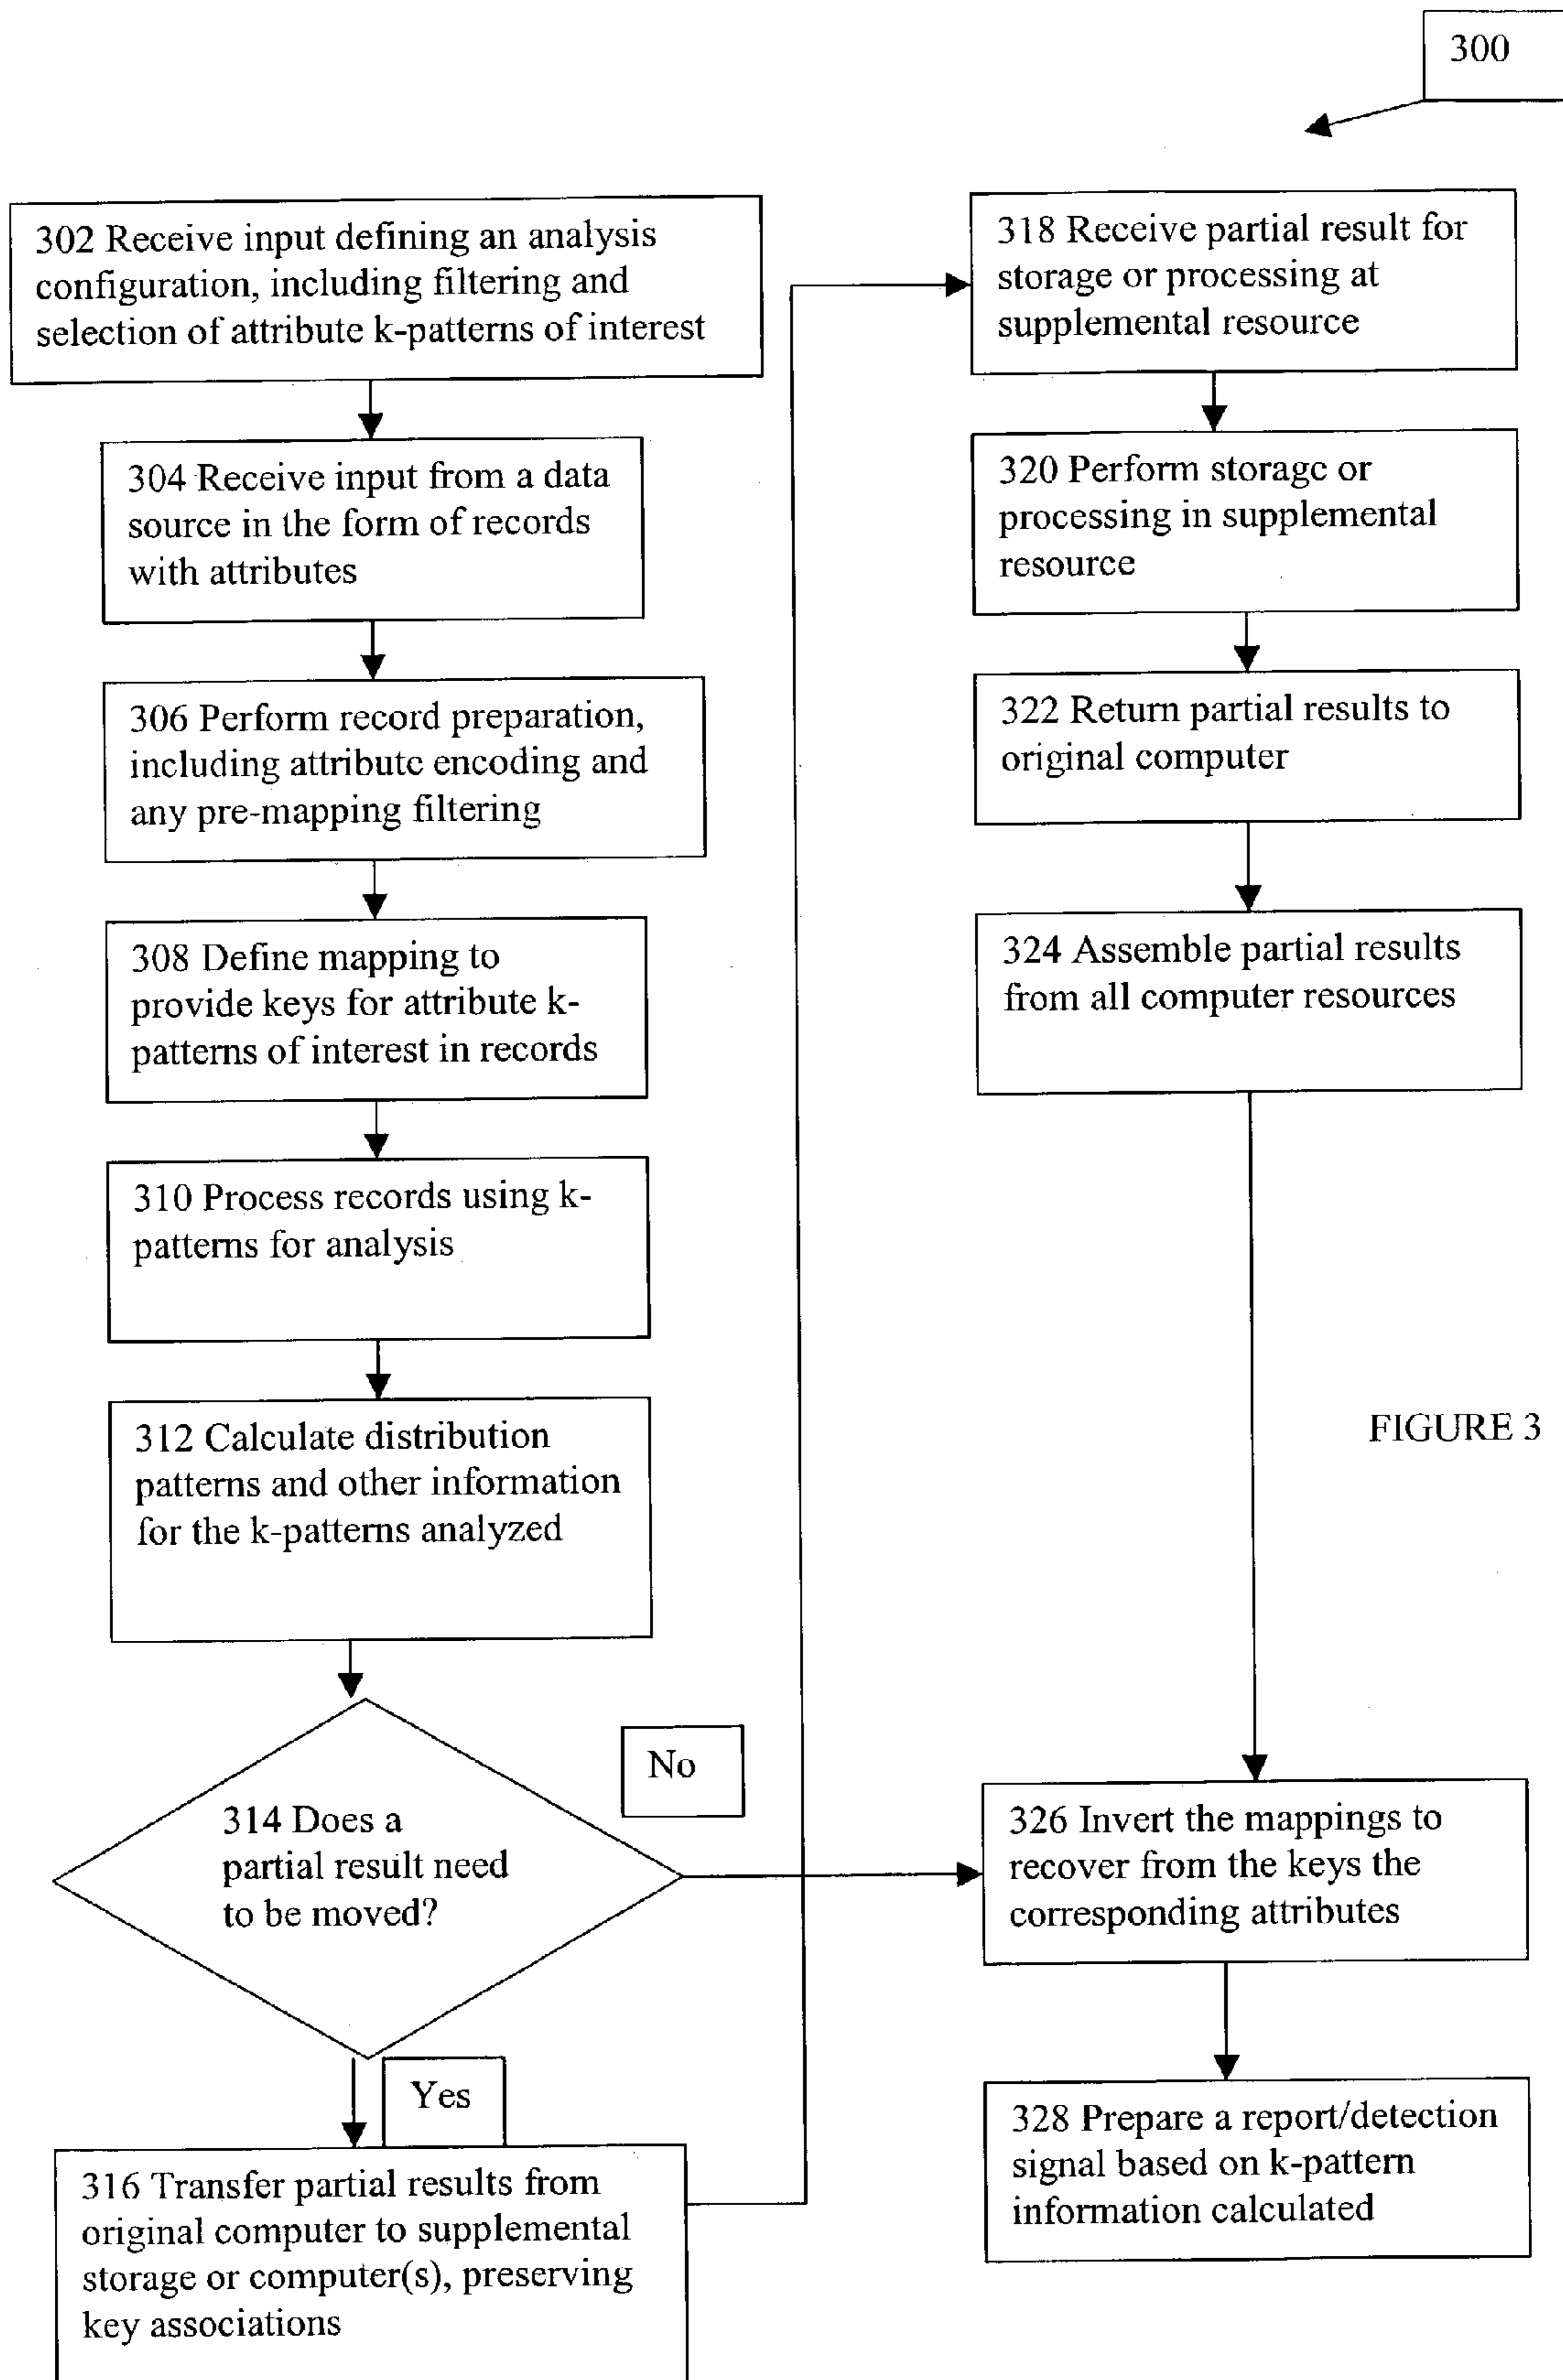 300
302 Receive input defining an analysis
configuration, including filtering and
selection of attribute k-patterns of interest
304 Receive input from a data
source in the form of records
with attributes
306 Perform record preparation,
including attribute encoding and
any pre-mapping filtering
308 Define mapping to
provide keys for attribute k-
patterns of interest in records
310 Process records using k-
patterns for analysis
312 Calculate distribution
patterns and other information
for the k-patterns analyzed
314 Does a
partial result need
to be moved?
No
Yes
316 Transfer partial results from
original computer to supplemental
storage or computer(s), preserving
key associations
318 Receive partial result for
storage or processing at
supplemental resource
320 Perform storage or
processing in supplemental
resource
322 Return partial results to
original computer
324 Assemble partial results
from all computer resources
FIGURE 3
326 Invert the mappings to
recover from the keys the
corresponding attributes
328 Prepare a report/detection
signal based on k-pattern
information calculated